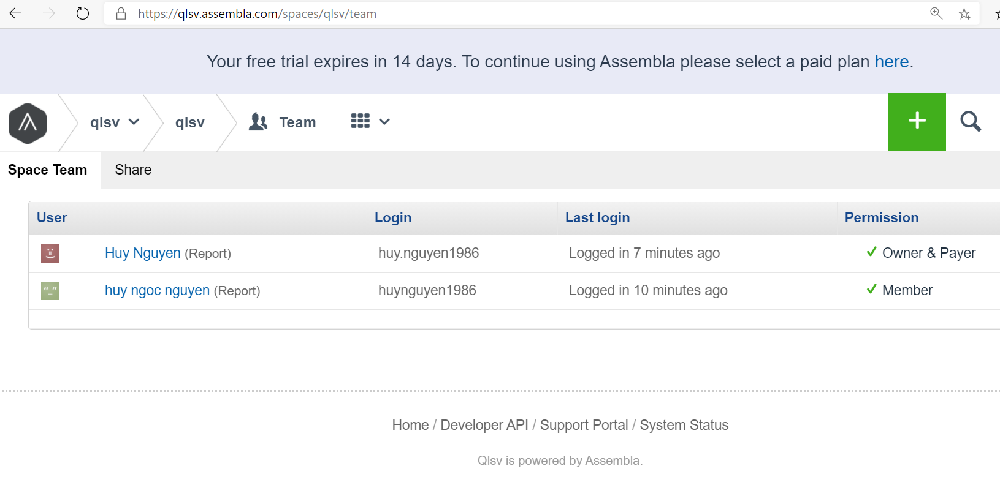 https://qlsv.assembla.com/spaces/qlsv/team
Your free trial expires in 14 days. To continue using Assembla please select a paid plan here.
qlsv qlsv Team
Space Team Share
User Login Last login Permission
Huy Nguyen (Report) huy.nguyen1986 Logged in 7 minutes ago Owner & Payer
huy ngoc nguyen (Report) huynguyen1986 Logged in 10 minutes ago Member
Home / Developer API / Support Portal / System Status
Qlsv is powered by Assembla.